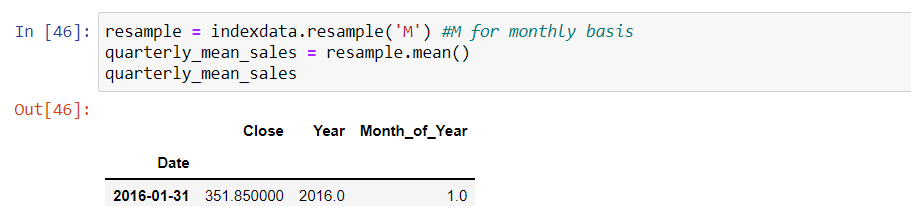 In [46]: resample = indexdata.resample('M') #M for monthly basis
quarterly_mean_sales = resample.mean()
quarterly_mean_sales
Out[46]:
Close Year Month_of_Year
Date
2016-01-31 351.850000 2016.0 1.0